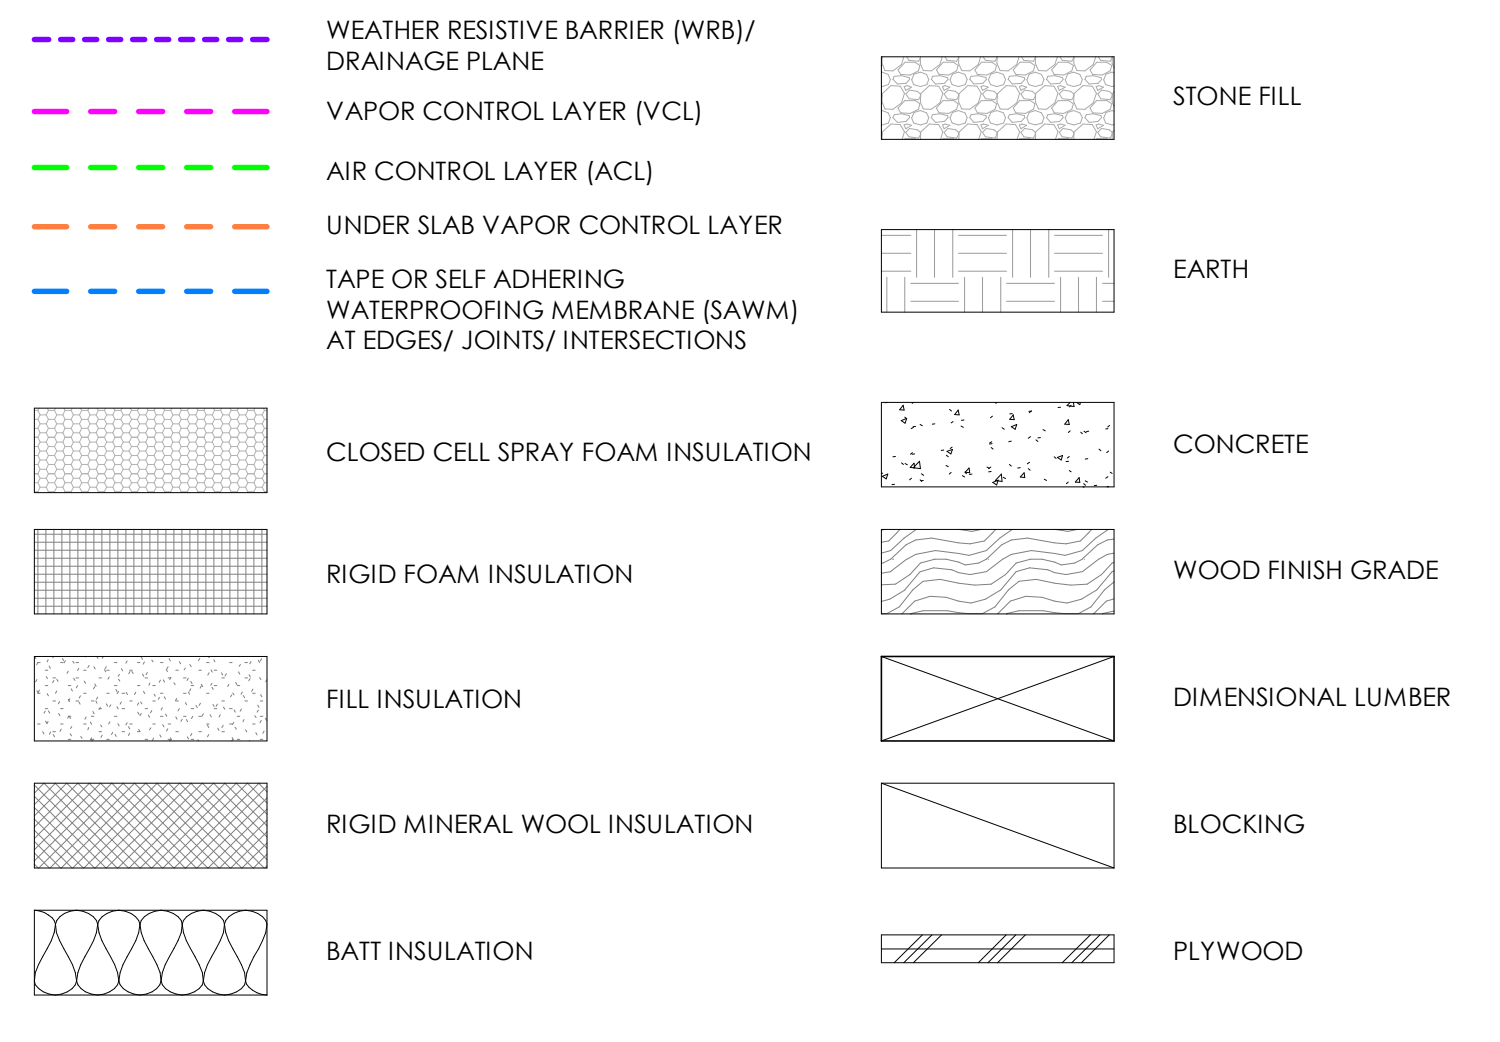 WEATHER RESISTIVE BARRIER (WRB)/
DRAINAGE PLANE
VAPOR CONTROL LAYER (VCL)
AIR CONTROL LAYER (ACL)
UNDER SLAB VAPOR CONTROL LAYER
TAPE OR SELF ADHERING
WATERPROOFING MEMBRANE (SAWM)
AT EDGES/ JOINTS/ INTERSECTIONS
CLOSED CELL SPRAY FOAM INSULATION
RIGID FOAM INSULATION
FILL INSULATION
RIGID MINERAL WOOL INSULATION
BATT INSULATION
STONE FILL
EARTH
CONCRETE
WOOD FINISH GRADE
DIMENSIONAL LUMBER
BLOCKING
PLYWOOD